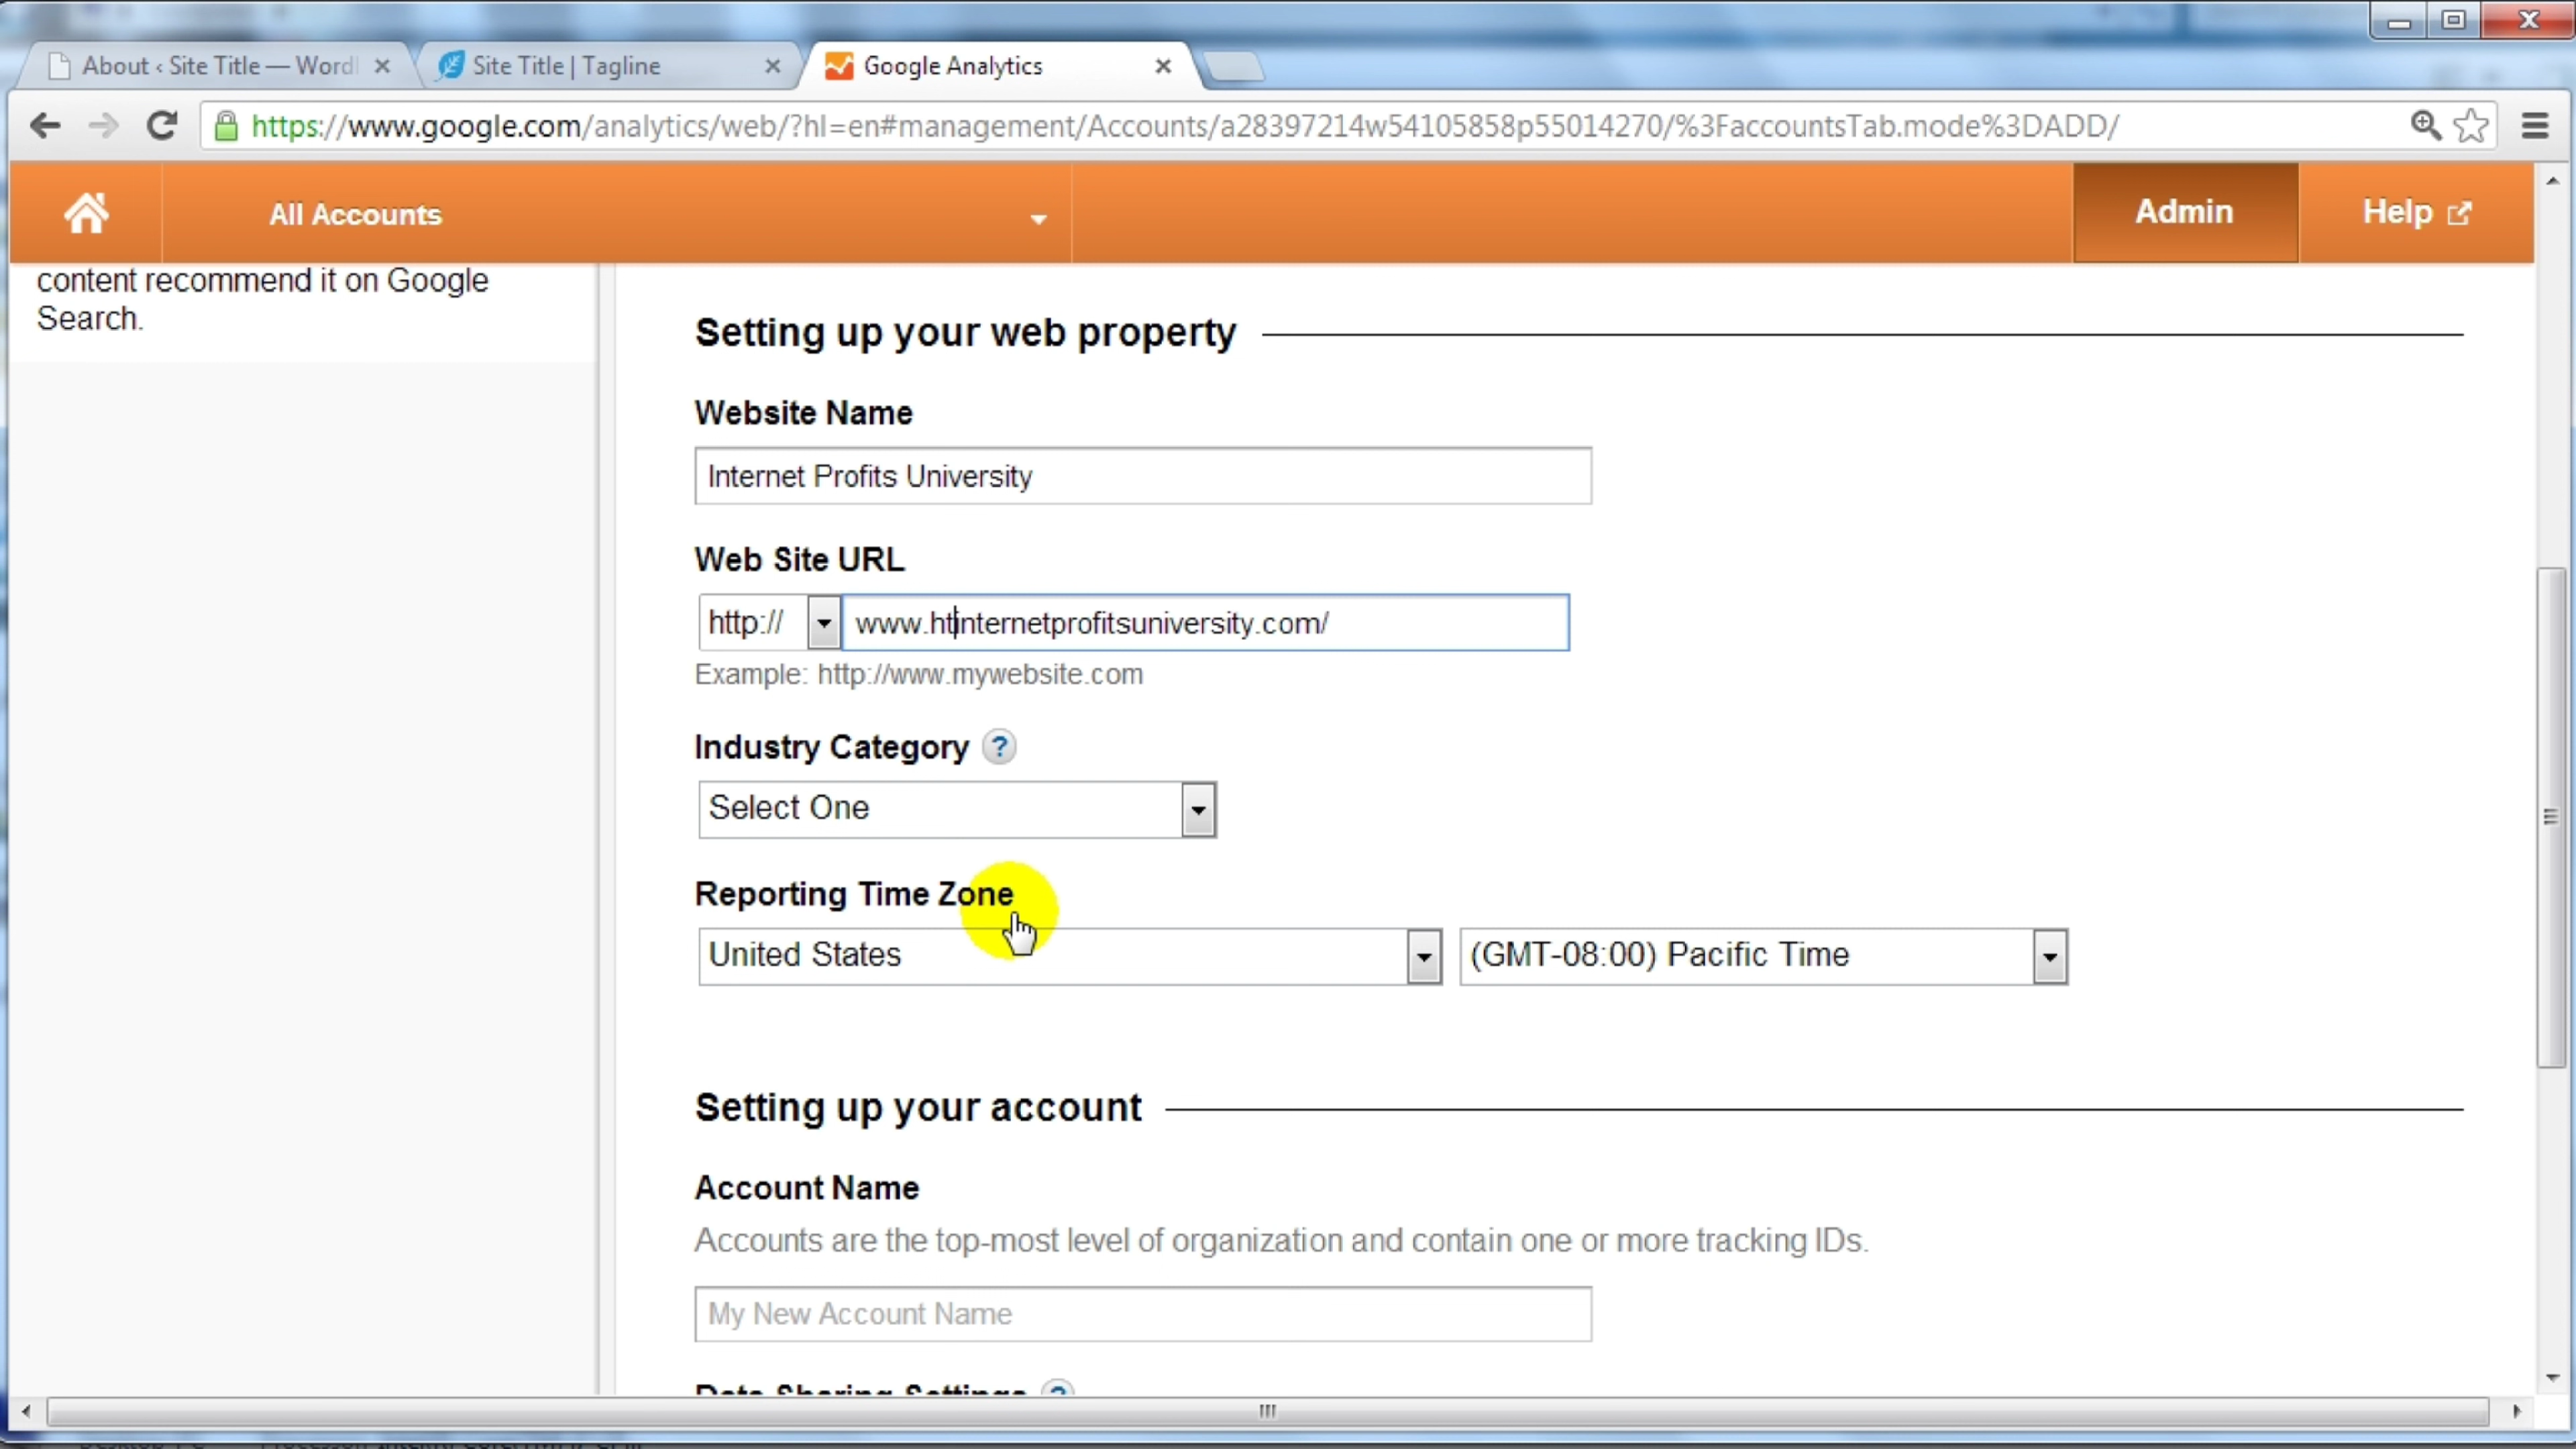 About ‹ Site Title — Word
Site Title | Tagline
Google Analytics
https://www.google.com/analytics/web/?hl=en#management/Accounts/a28397214w54105858p55014270/%3FaccountsTab.mode%3DADD/
All Accounts
Admin
Help
content recommend it on Google
Search.
Setting up your web property
Website Name
Internet Profits University
Web Site URL
http:// www.htinternetprofitsuniversity.com/
Example: http://www.mywebsite.com
Industry Category ?
Select One
Reporting Time Zone
United States (GMT-08:00) Pacific Time
Setting up your account
Account Name
Accounts are the top-most level of organization and contain one or more tracking IDs.
My New Account Name
Data Sharing Settings ?